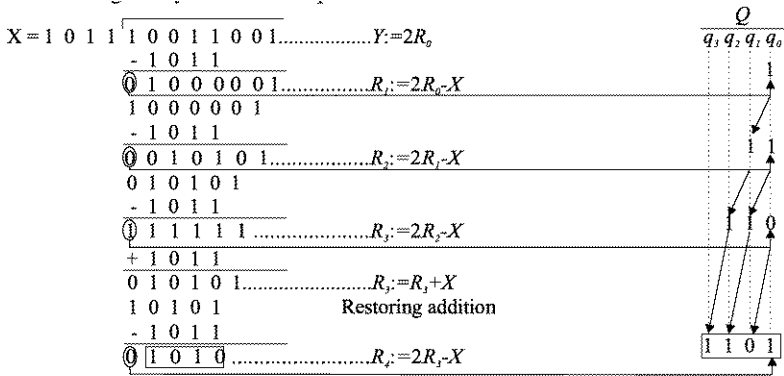 Q
X = 1 0 1 1 1 0 0 1 1 0 0 1.................Y:=2R₀ q₃ q₂ q₁ q₀
- 1 0 1 1 1
0 1 0 0 0 0 0 1................R₁:=2R₀-X
1 0 0 0 0 0 1
- 1 0 1 1 1 1
0 0 1 0 1 0 1...............R₂:=2R₁-X
0 1 0 1 0 1
- 1 0 1 1 1 1 0
1 1 1 1 1 1 ...................R₃:=2R₂-X
+ 1 0 1 1
0 1 0 1 0 1.....................R₃:=R₃+X
1 0 1 0 1 Restoring addition
- 1 0 1 1 1 1 0 1
0 1 0 1 0 ......................R₄:=2R₃-X